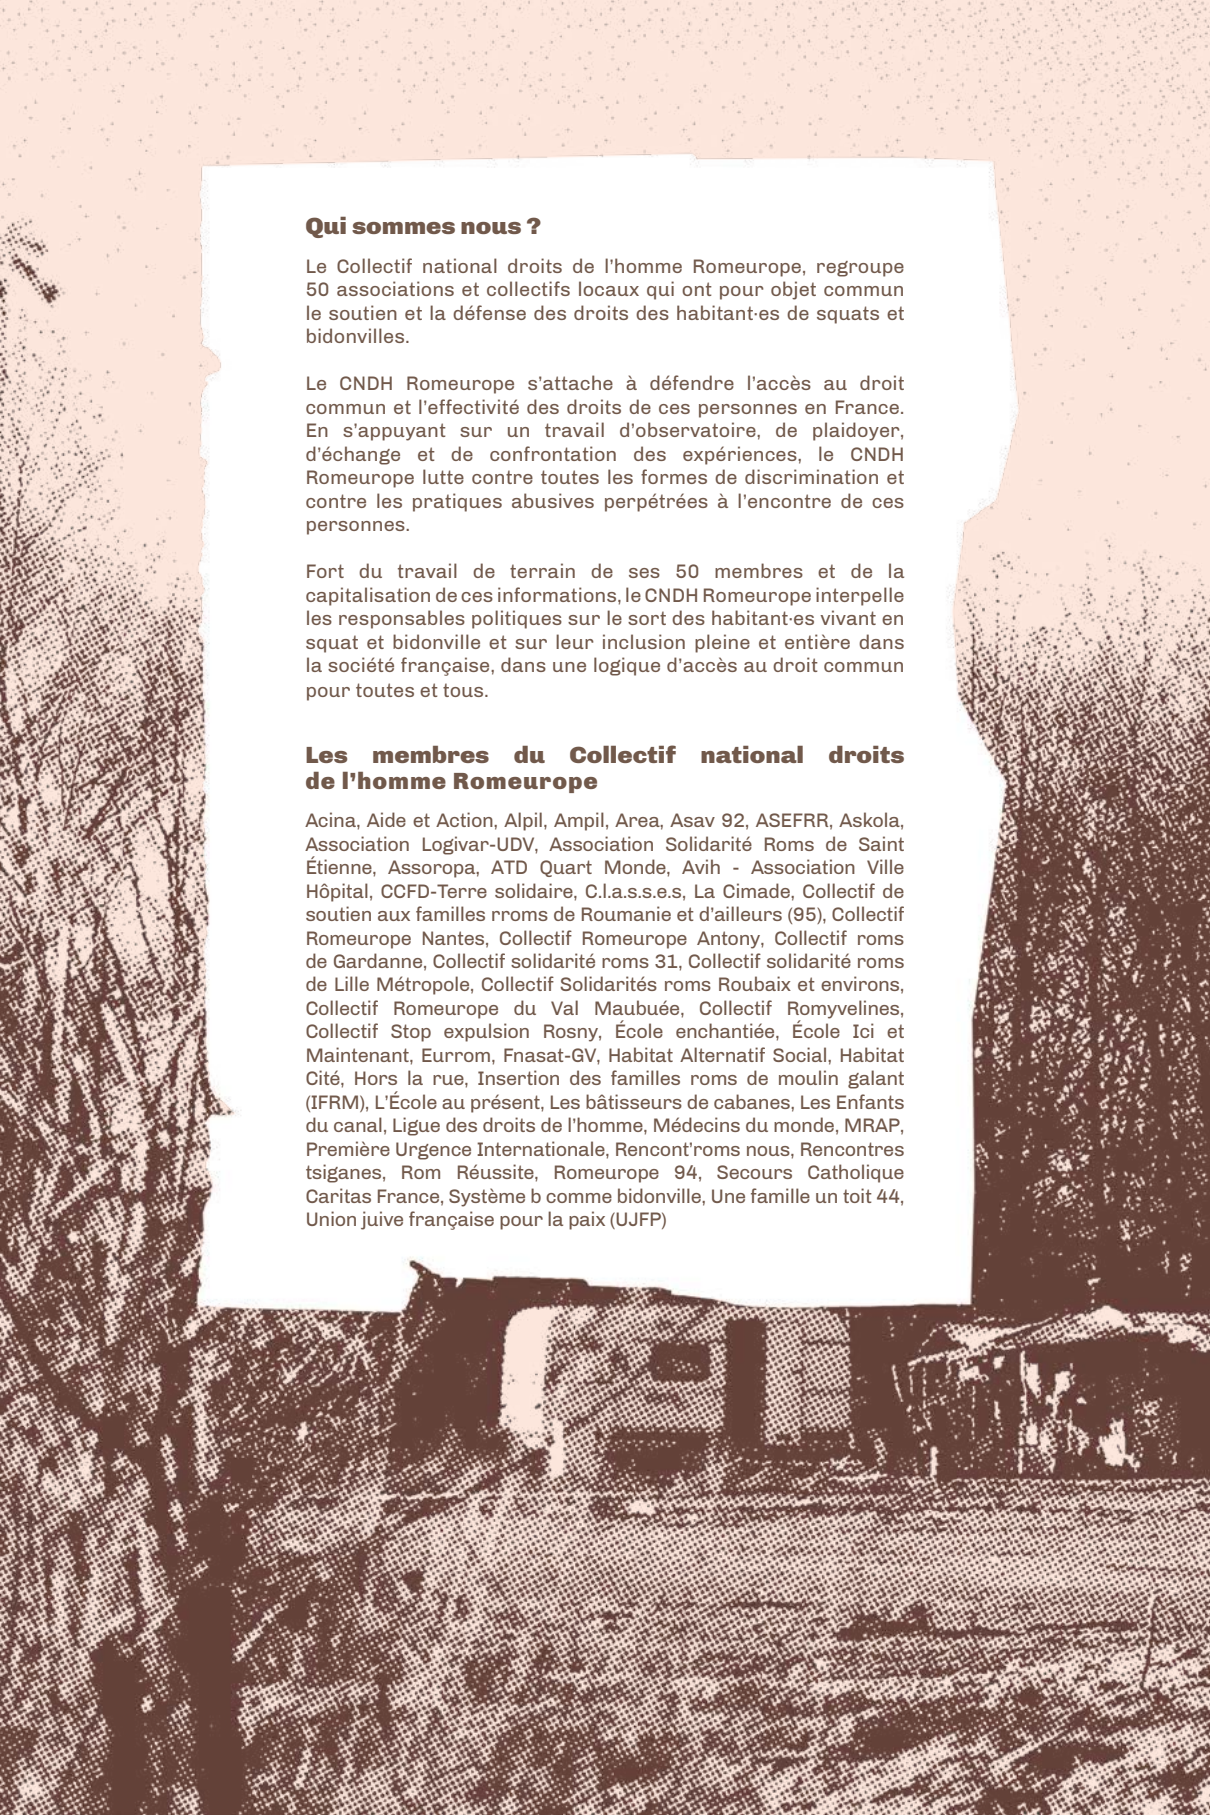 Qui sommes nous ?
Le Collectif national droits de l'homme Romeurope, regroupe
50 associations et collectifs locaux qui ont pour objet commun
le soutien et la défense des droits des habitant·es de squats et
bidonvilles.
Le CNDH Romeurope s'attache à défendre l'accès au droit
commun et l'effectivité des droits de ces personnes en France.
En s'appuyant sur un travail d'observatoire, de plaidoyer,
d'échange et de confrontation des expériences, le CNDH
Romeurope lutte contre toutes les formes de discrimination et
contre les pratiques abusives perpétrées à l'encontre de ces
personnes.
Fort du travail de terrain de ses 50 membres et de la
capitalisation de ces informations, le CNDH Romeurope interpelle
les responsables politiques sur le sort des habitant·es vivant en
squat et bidonville et sur leur inclusion pleine et entière dans
la société française, dans une logique d'accès au droit commun
pour toutes et tous.
Les membres du Collectif national droits
de l'homme Romeurope
Acina, Aide et Action, Alpil, Ampil, Area, Asav 92, ASEFRR, Askola,
Association Logivar-UDV, Association Solidarité Roms de Saint
Étienne, Assoropa, ATD Quart Monde, Avih - Association Ville
Hôpital, CCFD-Terre solidaire, C.l.a.s.s.e.s, La Cimade, Collectif de
soutien aux familles rroms de Roumanie et d'ailleurs (95), Collectif
Romeurope Nantes, Collectif Romeurope Antony, Collectif roms
de Gardanne, Collectif solidarité roms 31, Collectif solidarité roms
de Lille Métropole, Collectif Solidarités roms Roubaix et environs,
Collectif Romeurope du Val Maubuée, Collectif Romyvelines,
Collectif Stop expulsion Rosny, École enchantiée, École Ici et
Maintenant, Eurrom, Fnasat-GV, Habitat Alternatif Social, Habitat
Cité, Hors la rue, Insertion des familles roms de moulin galant
(IFRM), L'École au présent, Les bâtisseurs de cabanes, Les Enfants
du canal, Ligue des droits de l'homme, Médecins du monde, MRAP,
Première Urgence Internationale, Rencont'roms nous, Rencontres
tsiganes, Rom Réussite, Romeurope 94, Secours Catholique
Caritas France, Système b comme bidonville, Une famille un toit 44,
Union juive française pour la paix (UJFP)